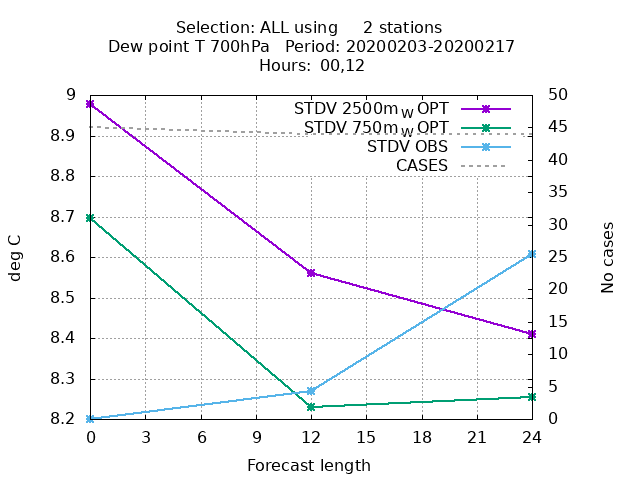 Selection: ALL using     2 stations
Dew point T 700hPa   Period: 20200203-20200217
Hours: 00,12
STDV 2500m_W OPT
STDV 750m_W OPT
STDV OBS
CASES
9
8.9
8.8
8.7
8.6
8.5
8.4
8.3
8.2
deg C
50
45
40
35
30
25
20
15
10
5
0
No cases
0 3 6 9 12 15 18 21 24
Forecast length